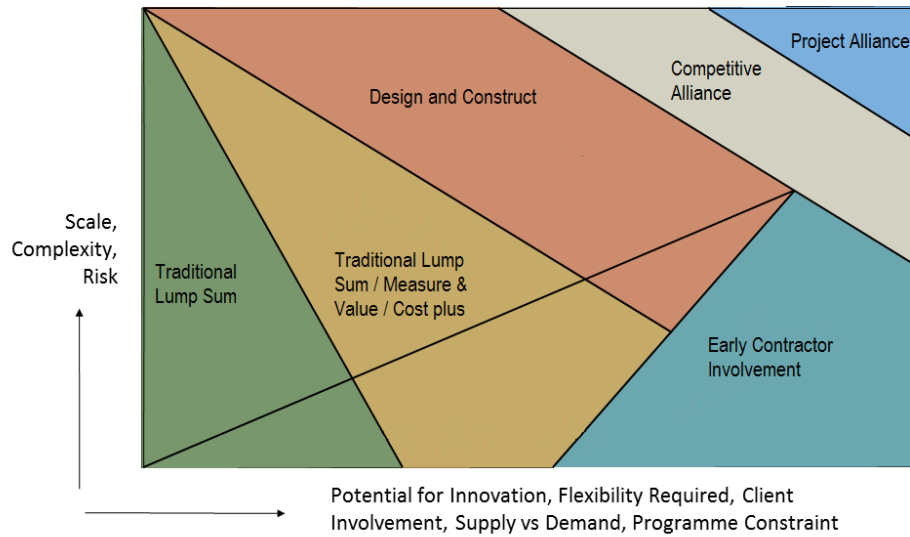 Project Alliance
Competitive
Alliance
Design and Construct
Scale,
Complexity,
Risk
Traditional
Lump Sum
Traditional Lump
Sum / Measure &
Value / Cost plus
Early Contractor
Involvement
Potential for Innovation, Flexibility Required, Client
Involvement, Supply vs Demand, Programme Constraint